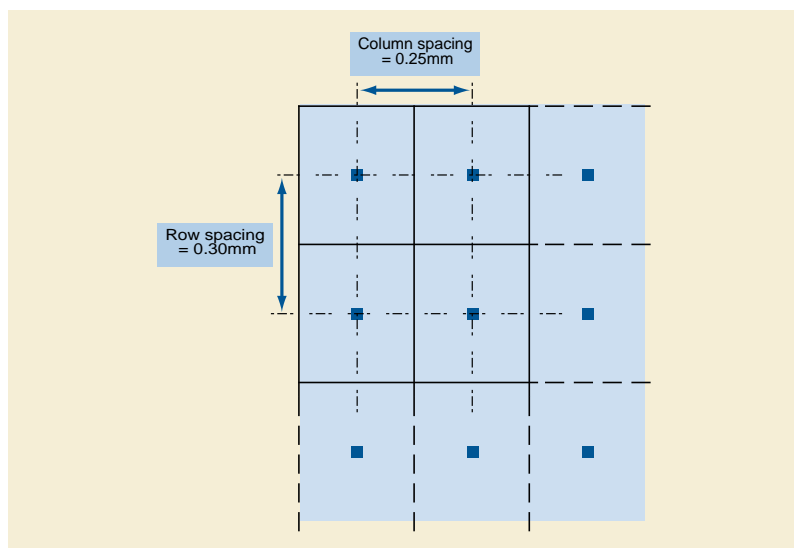 Column spacing
= 0.25mm
Row spacing
= 0.30mm